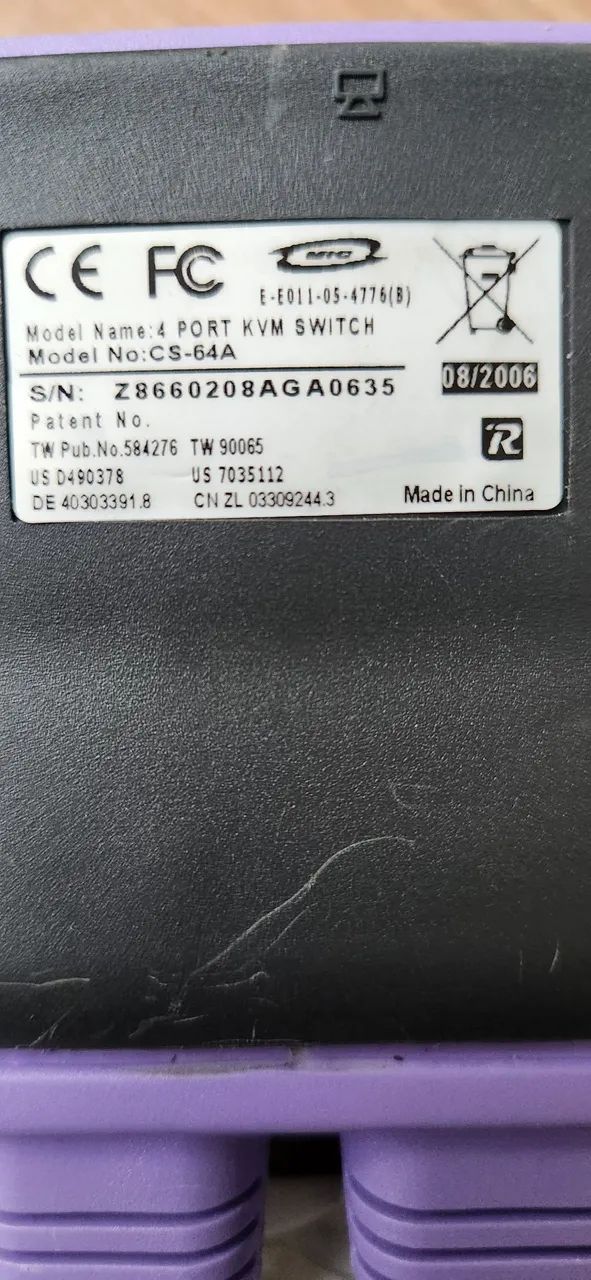 CE FC MIC
E-E011-05-4776(B)
Model Name:4 PORT KVM SWITCH
Model No:CS-64A
08/2006
S/N: Z8660208AGA0635
Patent No.
TW Pub.No.584276 TW 90065
R
US D490378 US 7035112
DE 40303391.8 CN ZL 03309244.3 Made in China